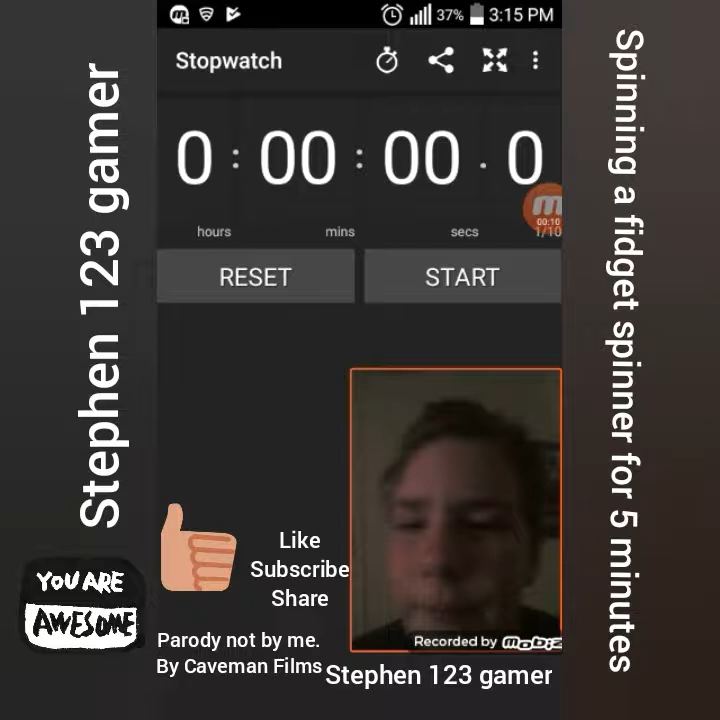 37% 3:15 PM
Stopwatch
0 : 00 : 00 . 0
00:10
hours mins secs 1/10
RESET START
Stephen 123 gamer
Spinning a fidget spinner for 5 minutes
Like
Subscribe
Share
YOU ARE
AWESOME
Parody not by me.
By Caveman Films
Recorded by mobiz
Stephen 123 gamer